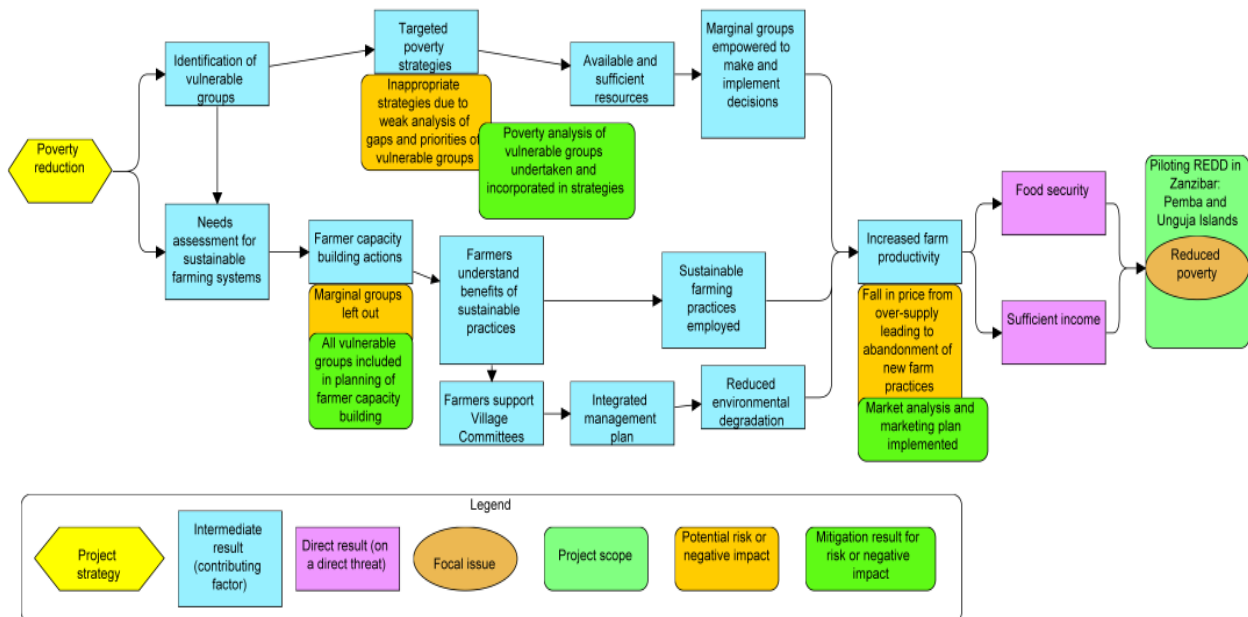 Poverty
reduction
Identification of
vulnerable
groups
Targeted
poverty
strategies
Inappropriate
strategies due to
weak analysis of
gaps and priorities of
vulnerable groups
Poverty analysis of
vulnerable groups
undertaken and
incorporated in strategies
Available and
sufficient
resources
Marginal groups
empowered to
make and
implement
decisions
Needs
assessment for
sustainable
farming systems
Farmer capacity
building actions
Marginal groups
left out
All vulnerable
groups included
in planning of
farmer capacity
building
Farmers
understand
benefits of
sustainable
practices
Sustainable
farming
practices
employed
Farmers support
Village
Committees
Integrated
management
plan
Reduced
environmental
degradation
Increased farm
productivity
Fall in price from
over-supply
leading to
abandonment of
new farm
practices
Market analysis and
marketing plan
implemented
Food security
Sufficient income
Piloting REDD in
Zanzibar:
Pemba and
Unguja Islands
Reduced
poverty
Legend
Project
strategy
Intermediate
result
(contributing
factor)
Direct result (on
a direct threat)
Focal issue
Project scope
Potential risk or
negative impact
Mitigation result for
risk or negative
impact